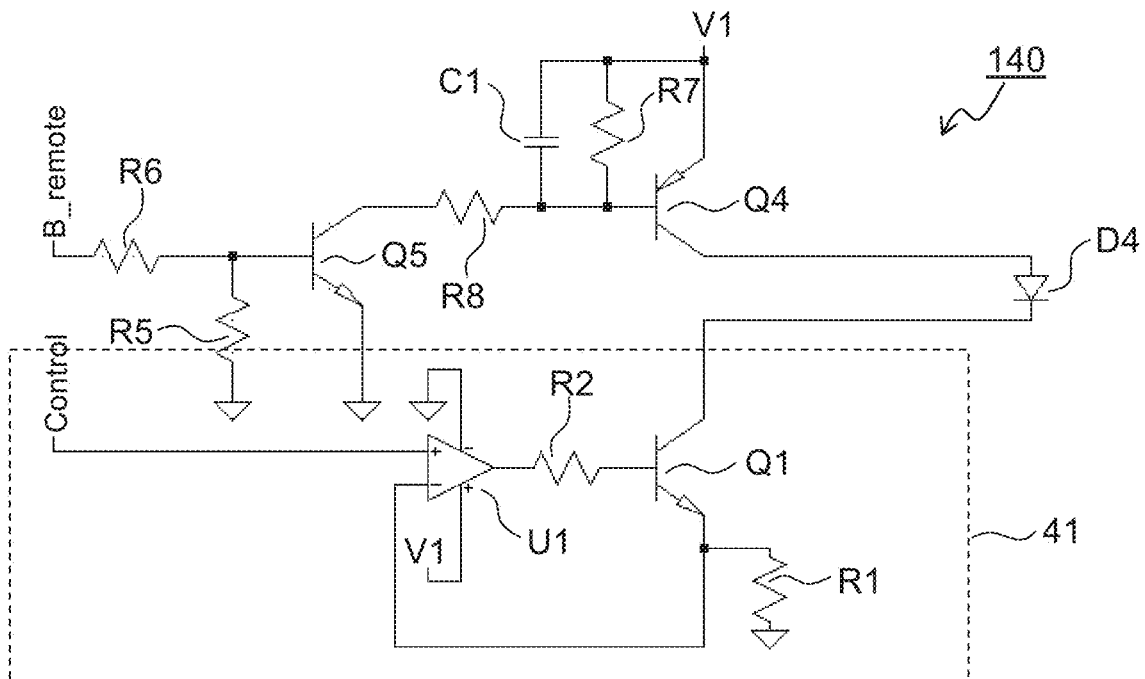 V1
140
C1
R7
B_remote
R6
Q4
Q5
D4
R8
R5
Control
R2
+
−
Q1
−
+
U1
41
V1
R1